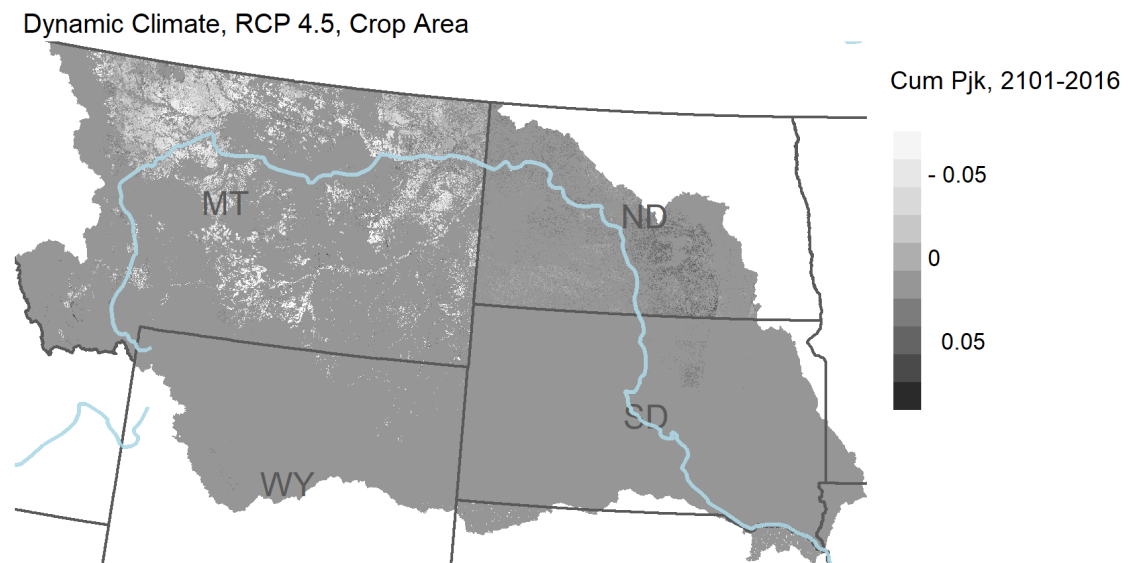 Dynamic Climate, RCP 4.5, Crop Area
Cum Pjk, 2101-2016
- 0.05
0
0.05
MT
ND
SD
WY